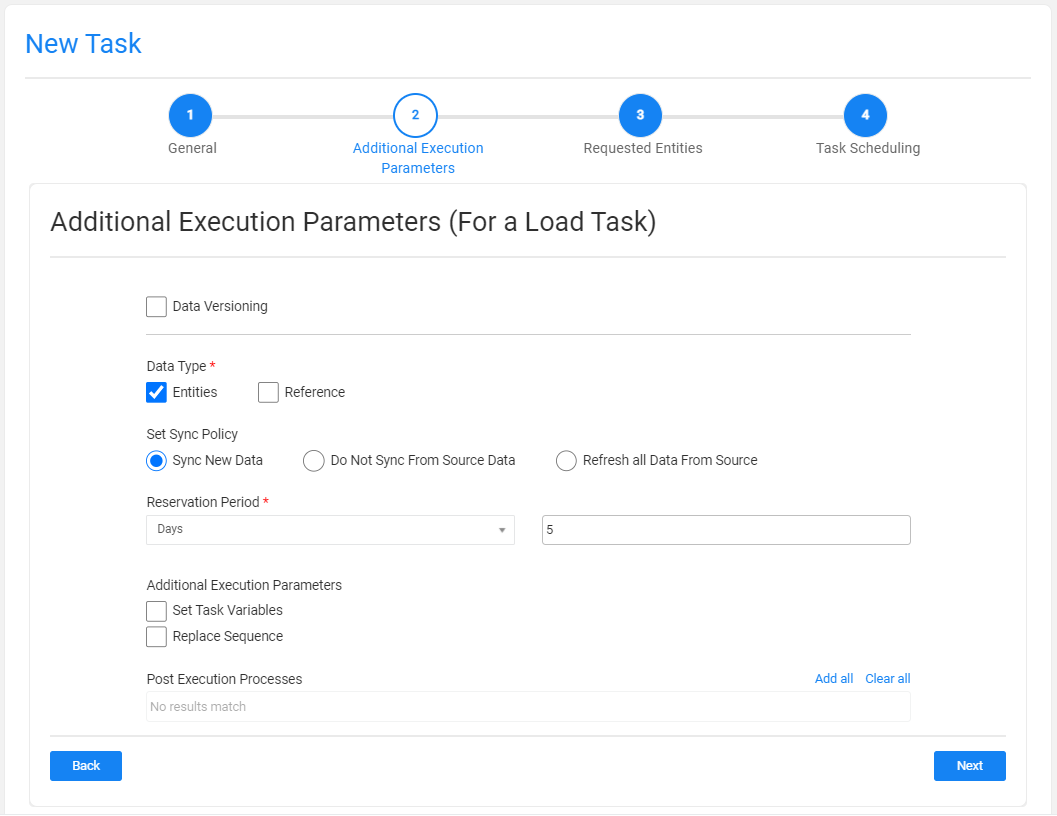 New Task
1
2
3
4
General
Additional Execution
Parameters
Requested Entities
Task Scheduling
Additional Execution Parameters (For a Load Task)
Data Versioning
Data Type *
Entities
Reference
Set Sync Policy
Sync New Data
Do Not Sync From Source Data
Refresh all Data From Source
Reservation Period *
Days
5
Additional Execution Parameters
Set Task Variables
Replace Sequence
Post Execution Processes
Add all
Clear all
No results match
Back
Next